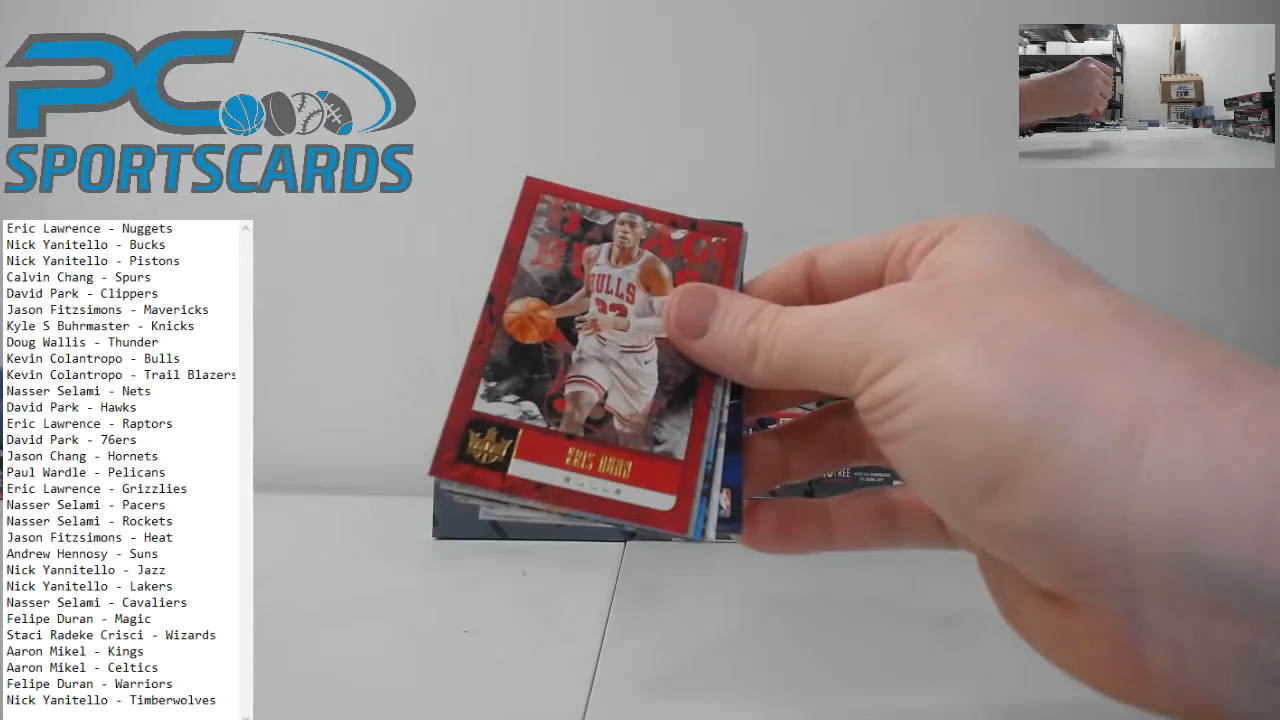 PC
SPORTSCARDS
Eric Lawrence - Nuggets
Nick Yanitello - Bucks
Nick Yanitello - Pistons
Calvin Chang - Spurs
David Park - Clippers
Jason Fitzsimons - Mavericks
Kyle S Buhrmaster - Knicks
Doug Wallis - Thunder
Kevin Colantropo - Bulls
Kevin Colantropo - Trail Blazers
Nasser Selami - Nets
David Park - Hawks
Eric Lawrence - Raptors
David Park - 76ers
Jason Chang - Hornets
Paul Wardle - Pelicans
Eric Lawrence - Grizzlies
Nasser Selami - Pacers
Nasser Selami - Rockets
Jason Fitzsimons - Heat
Andrew Hennosy - Suns
Nick Yannitello - Jazz
Nick Yanitello - Lakers
Nasser Selami - Cavaliers
Felipe Duran - Magic
Staci Radeke Crisci - Wizards
Aaron Mikel - Kings
Aaron Mikel - Celtics
Felipe Duran - Warriors
Nick Yanitello - Timberwolves
BULLS
KRIS DUNN
BULLS